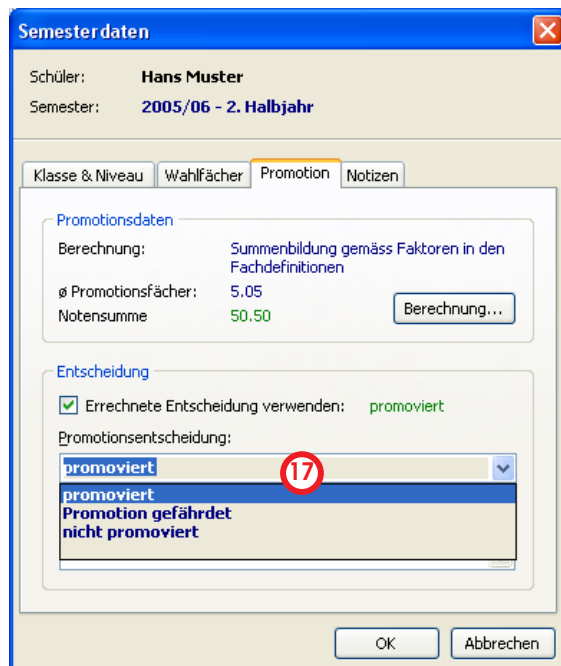 Semesterdaten
Schüler: Hans Muster
Semester: 2005/06 - 2. Halbjahr
Klasse & Niveau Wahlfächer Promotion Notizen
Promotionsdaten
Berechnung: Summenbildung gemäss Faktoren in den
Fachdefinitionen
ø Promotionsfächer: 5.05
Notensumme 50.50
Berechnung...
Entscheidung
Errechnete Entscheidung verwenden: promoviert
Promotionsentscheidung:
promoviert 17
promoviert
Promotion gefährdet
nicht promoviert
OK Abbrechen